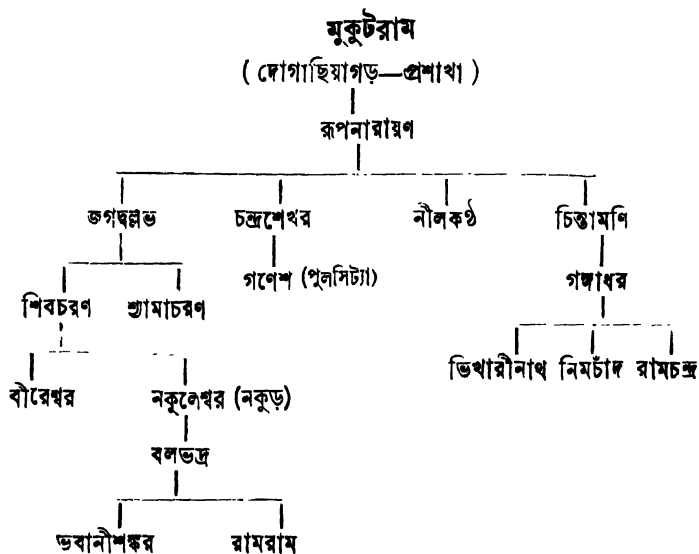 মুকুটরাম
( দোগাছিয়াগড়—প্রশাখা )
রূপনারায়ণ
জগদ্বল্লভ চন্দ্রশেখর নীলকণ্ঠ চিন্তামণি
গণেশ (পুলসিট্যা) গঙ্গাধর
শিবচরণ শ্যামাচরণ
ভিখারীনাথ নিমচাঁদ রামচন্দ্র
বীরেশ্বর নকুলেশ্বর (নকুড়)
বলভদ্র
ভবানীশঙ্কর রামরাম